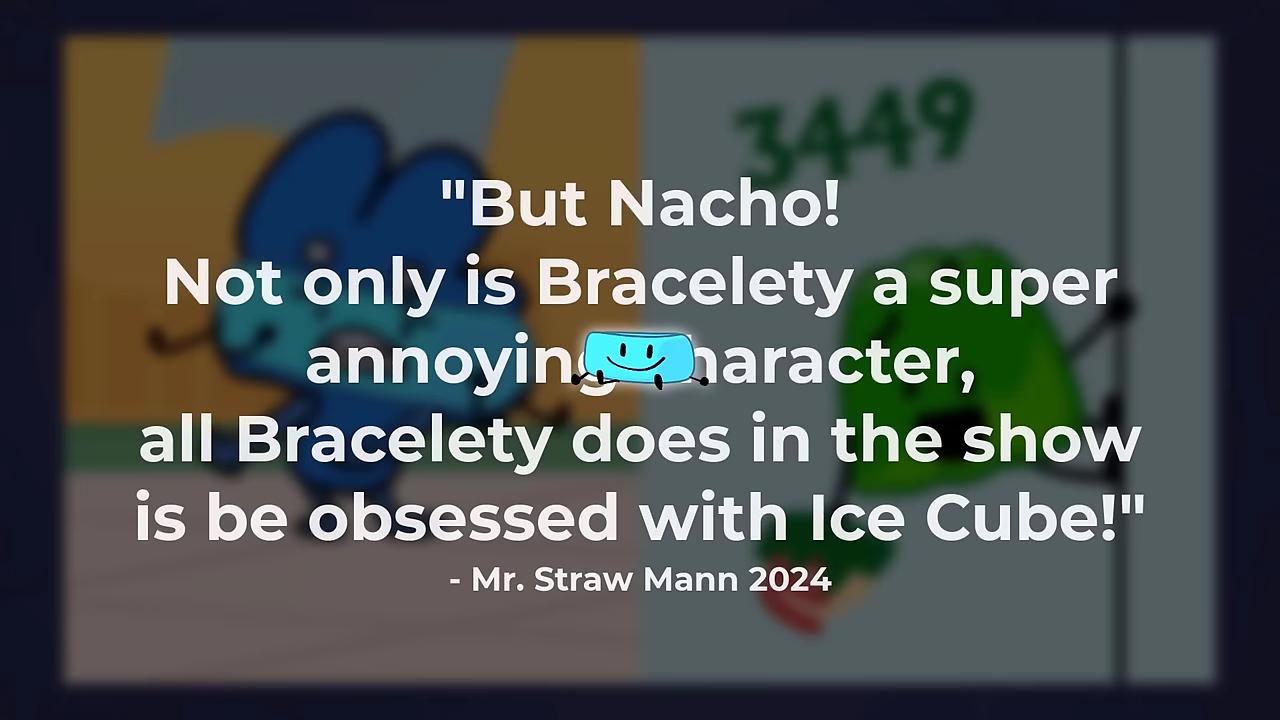 3449
"But Nacho!
Not only is Bracelety a super
annoying character,
all Bracelety does in the show
is be obsessed with Ice Cube!"
- Mr. Straw Mann 2024